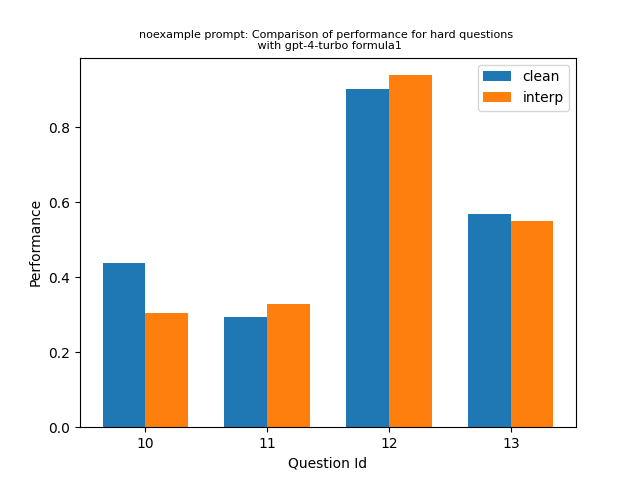 noexample prompt: Comparison of performance for hard questions
with gpt-4-turbo formula1
clean
interp
Performance
0.8
0.6
0.4
0.2
0.0
10 11 12 13
Question Id